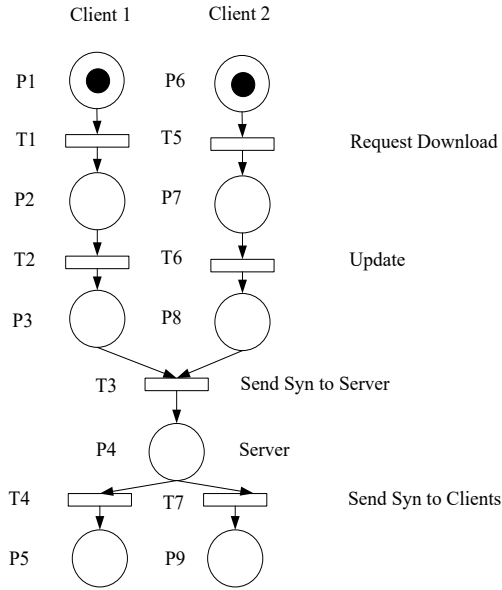 Client 1 Client 2
P1 P6
T1 T5 Request Download
P2 P7
T2 T6 Update
P3 P8
T3 Send Syn to Server
P4 Server
T4 T7 Send Syn to Clients
P5 P9